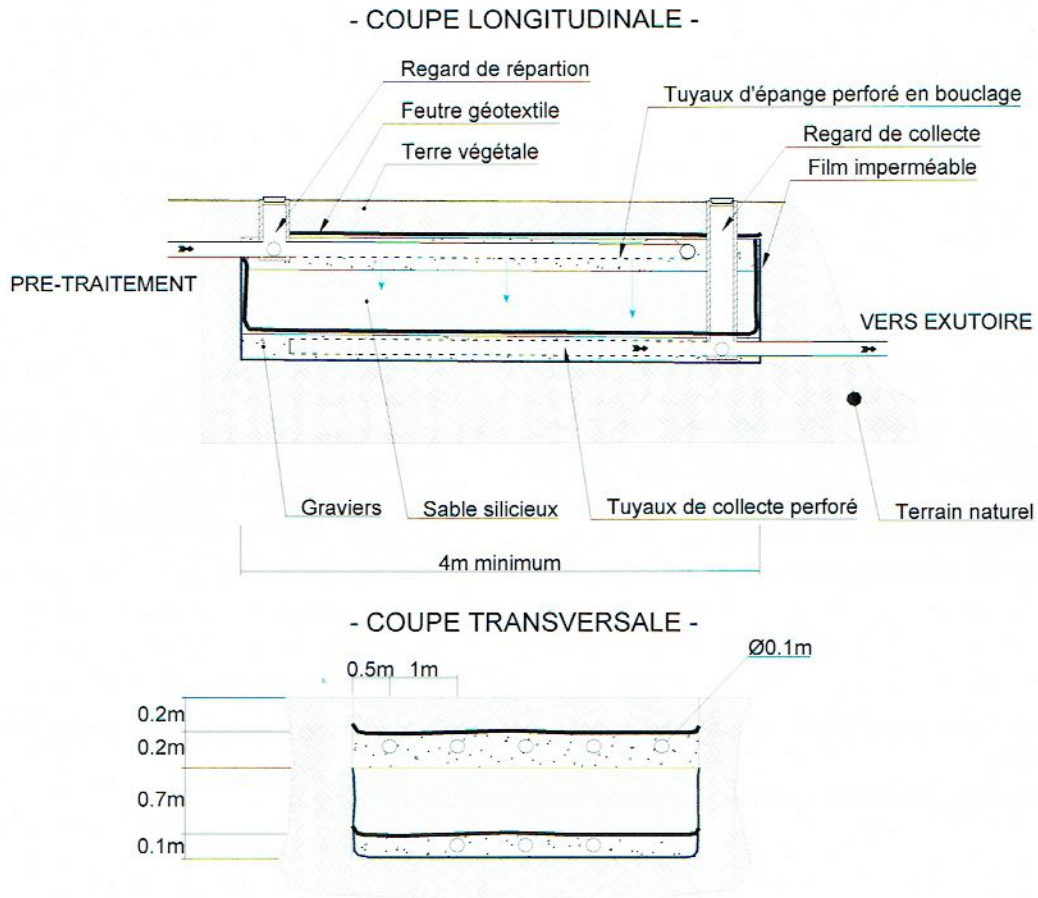 - COUPE LONGITUDINALE -
Regard de répartion
Feutre géotextile
Terre végétale
Tuyaux d'épange perforé en bouclage
Regard de collecte
Film imperméable
PRE-TRAITEMENT
VERS EXUTOIRE
Graviers
Sable silicieux
Tuyaux de collecte perforé
Terrain naturel
4m minimum
- COUPE TRANSVERSALE -
0.5m
1m
Ø0.1m
0.2m
0.2m
0.7m
0.1m